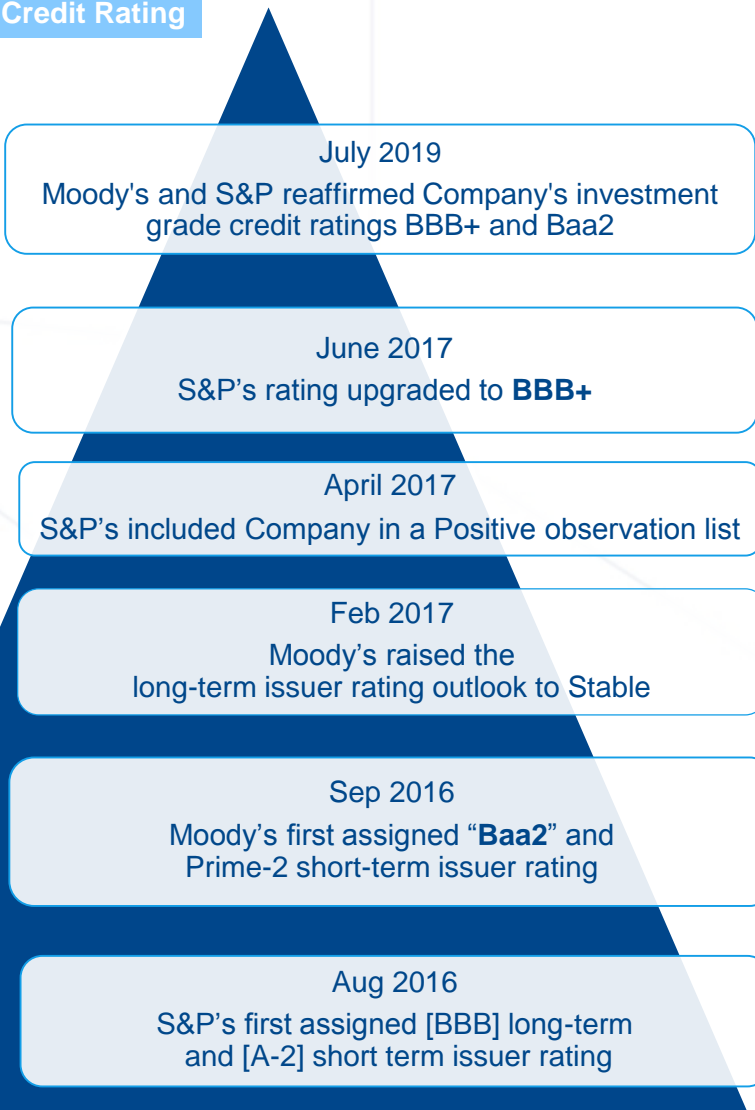 Credit Rating
July 2019
Moody's and S&P reaffirmed Company's investment
grade credit ratings BBB+ and Baa2
June 2017
S&P’s rating upgraded to BBB+
April 2017
S&P’s included Company in a Positive observation list
Feb 2017
Moody’s raised the
long-term issuer rating outlook to Stable
Sep 2016
Moody’s first assigned “Baa2” and
Prime-2 short-term issuer rating
Aug 2016
S&P’s first assigned [BBB] long-term
and [A-2] short term issuer rating